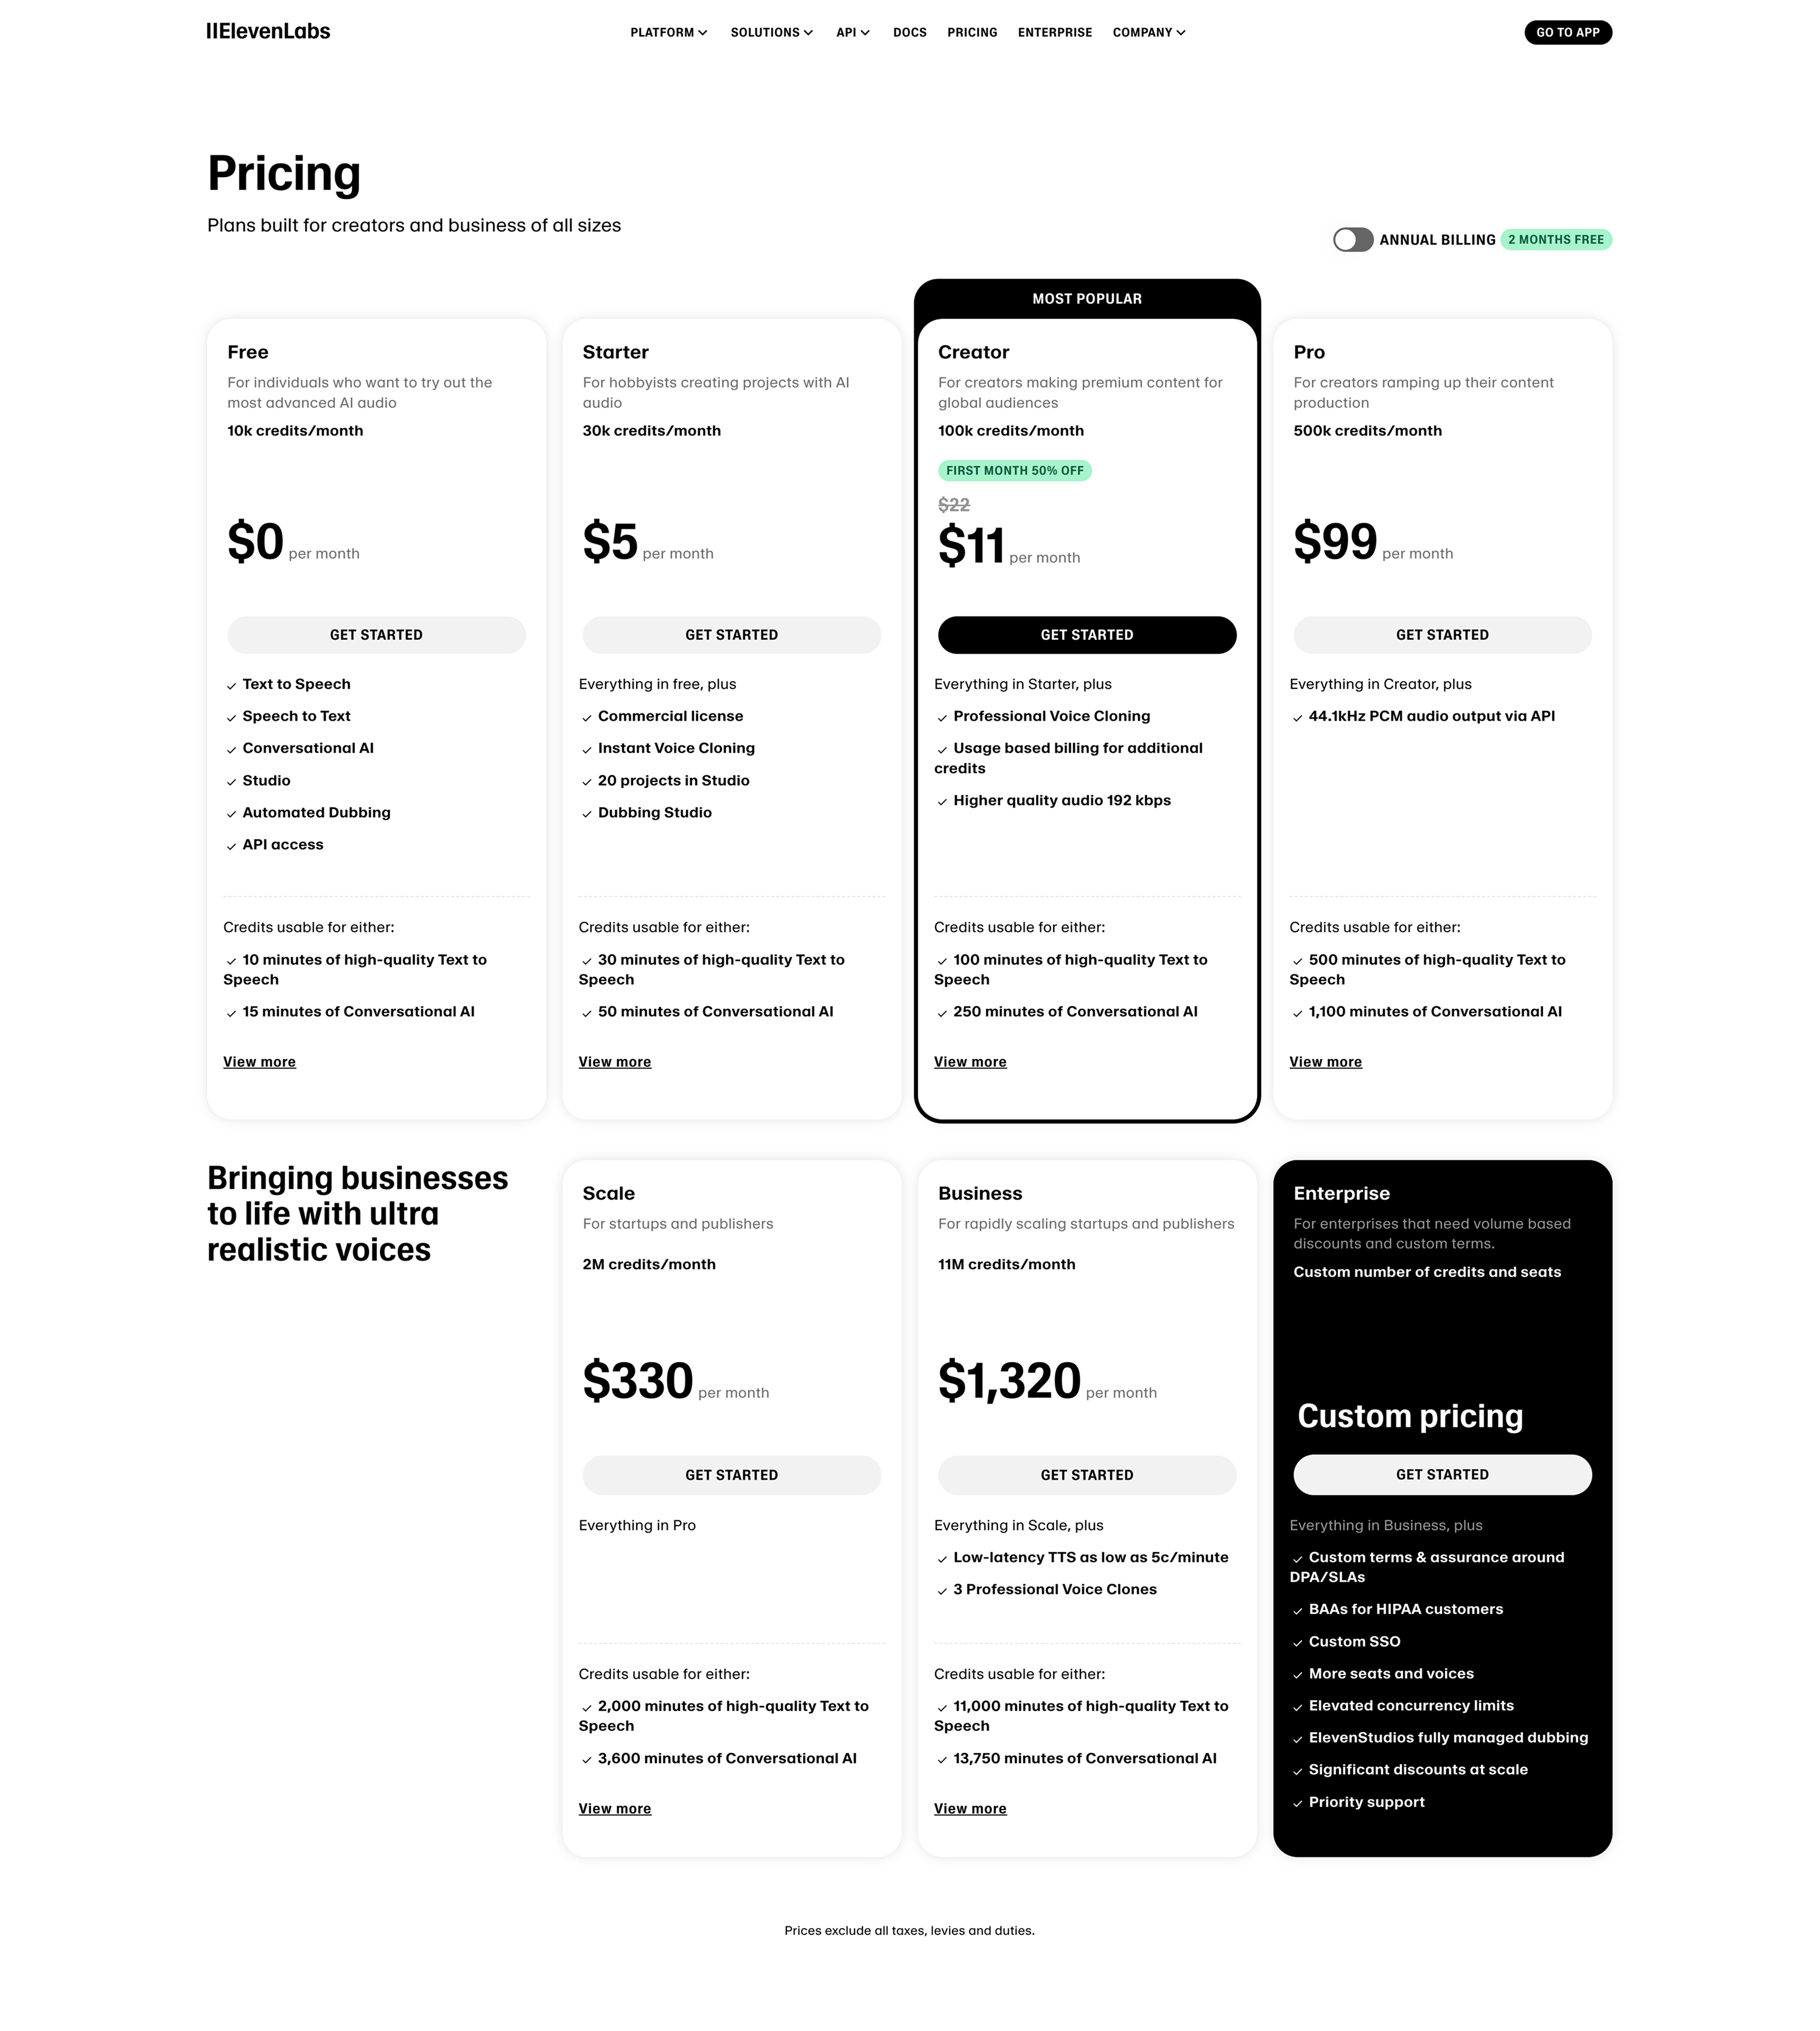 IIElevenLabs
PLATFORM
SOLUTIONS
API
DOCS
PRICING
ENTERPRISE
COMPANY
GO TO APP
Pricing
Plans built for creators and business of all sizes
ANNUAL BILLING
2 MONTHS FREE
Free
For individuals who want to try out the
most advanced AI audio
10k credits/month
$0 per month
GET STARTED
Text to Speech
Speech to Text
Conversational AI
Studio
Automated Dubbing
API access
Credits usable for either:
10 minutes of high-quality Text to
Speech
15 minutes of Conversational AI
View more
Starter
For hobbyists creating projects with AI
audio
30k credits/month
$5 per month
GET STARTED
Everything in free, plus
Commercial license
Instant Voice Cloning
20 projects in Studio
Dubbing Studio
Credits usable for either:
30 minutes of high-quality Text to
Speech
50 minutes of Conversational AI
View more
MOST POPULAR
Creator
For creators making premium content for
global audiences
100k credits/month
FIRST MONTH 50% OFF
$22
$11 per month
GET STARTED
Everything in Starter, plus
Professional Voice Cloning
Usage based billing for additional
credits
Higher quality audio 192 kbps
Credits usable for either:
100 minutes of high-quality Text to
Speech
250 minutes of Conversational AI
View more
Pro
For creators ramping up their content
production
500k credits/month
$99 per month
GET STARTED
Everything in Creator, plus
44.1kHz PCM audio output via API
Credits usable for either:
500 minutes of high-quality Text to
Speech
1,100 minutes of Conversational AI
View more
Bringing businesses
to life with ultra
realistic voices
Scale
For startups and publishers
2M credits/month
$330 per month
GET STARTED
Everything in Pro
Credits usable for either:
2,000 minutes of high-quality Text to
Speech
3,600 minutes of Conversational AI
View more
Business
For rapidly scaling startups and publishers
11M credits/month
$1,320 per month
GET STARTED
Everything in Scale, plus
Low-latency TTS as low as 5c/minute
3 Professional Voice Clones
Credits usable for either:
11,000 minutes of high-quality Text to
Speech
13,750 minutes of Conversational AI
View more
Enterprise
For enterprises that need volume based
discounts and custom terms.
Custom number of credits and seats
Custom pricing
GET STARTED
Everything in Business, plus
Custom terms & assurance around
DPA/SLAs
BAAs for HIPAA customers
Custom SSO
More seats and voices
Elevated concurrency limits
ElevenStudios fully managed dubbing
Significant discounts at scale
Priority support
Prices exclude all taxes, levies and duties.